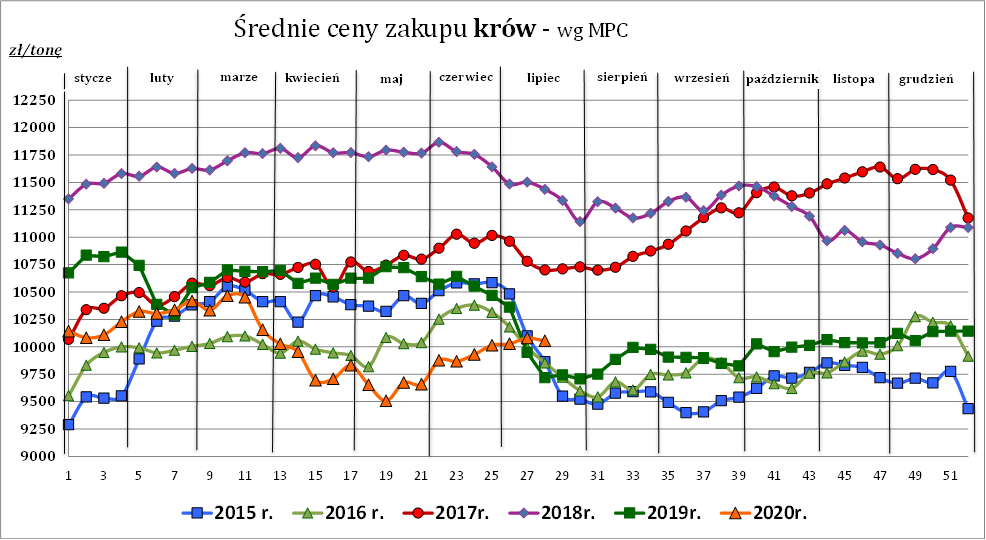 Średnie ceny zakupu krów - wg MPC
zł/tonę
stycze luty marze kwiecień maj czerwiec lipiec sierpień wrzesień październik listopa grudzień
12250
12000
11750
11500
11250
11000
10750
10500
10250
10000
9750
9500
9250
9000
1 3 5 7 9 11 13 15 17 19 21 23 25 27 29 31 33 35 37 39 41 43 45 47 49 51
2015 r. 2016 r. 2017r. 2018r. 2019r. 2020r.